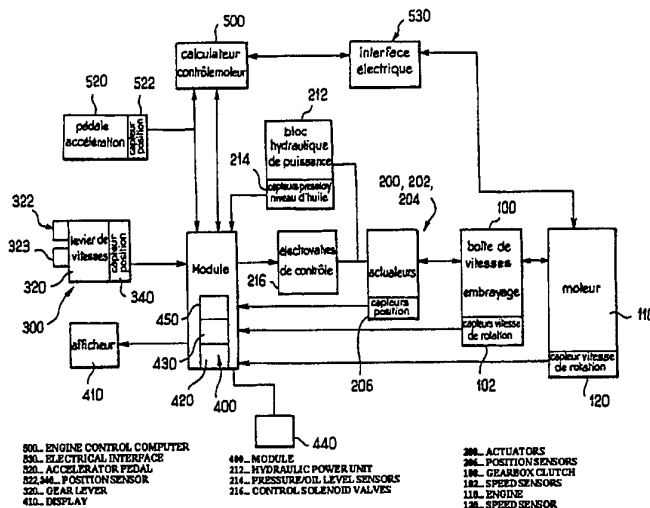 500
530
calculateur
contrôlemoteur
interface
électrique
520
522
pédale
accélération
capteur
position
212
bloc
hydraulique
de puissance
214
capteurs pression/
niveau d'huile
200, 202,
204
100
322
323
levier de
vitesses
capteur
position
320
340
300
Module
électrovalves
de contrôle
216
actuateurs
capteurs
position
206
boîte de
vitesses
embrayage
capteurs vitesse
de rotation
102
moteur
110
capteur vitesse
de rotation
120
afficheur
410
450
430
420
400
440
500... ENGINE CONTROL COMPUTER
530... ELECTRICAL INTERFACE
520... ACCELERATOR PEDAL
522,340... POSITION SENSOR
320... GEAR LEVER
410... DISPLAY
400... MODULE
212... HYDRAULIC POWER UNIT
214... PRESSURE/OIL LEVEL SENSORS
216... CONTROL SOLENOID VALVES
200... ACTUATORS
206... POSITION SENSORS
100... GEARBOX CLUTCH
102... SPEED SENSORS
110... ENGINE
120... SPEED SENSOR